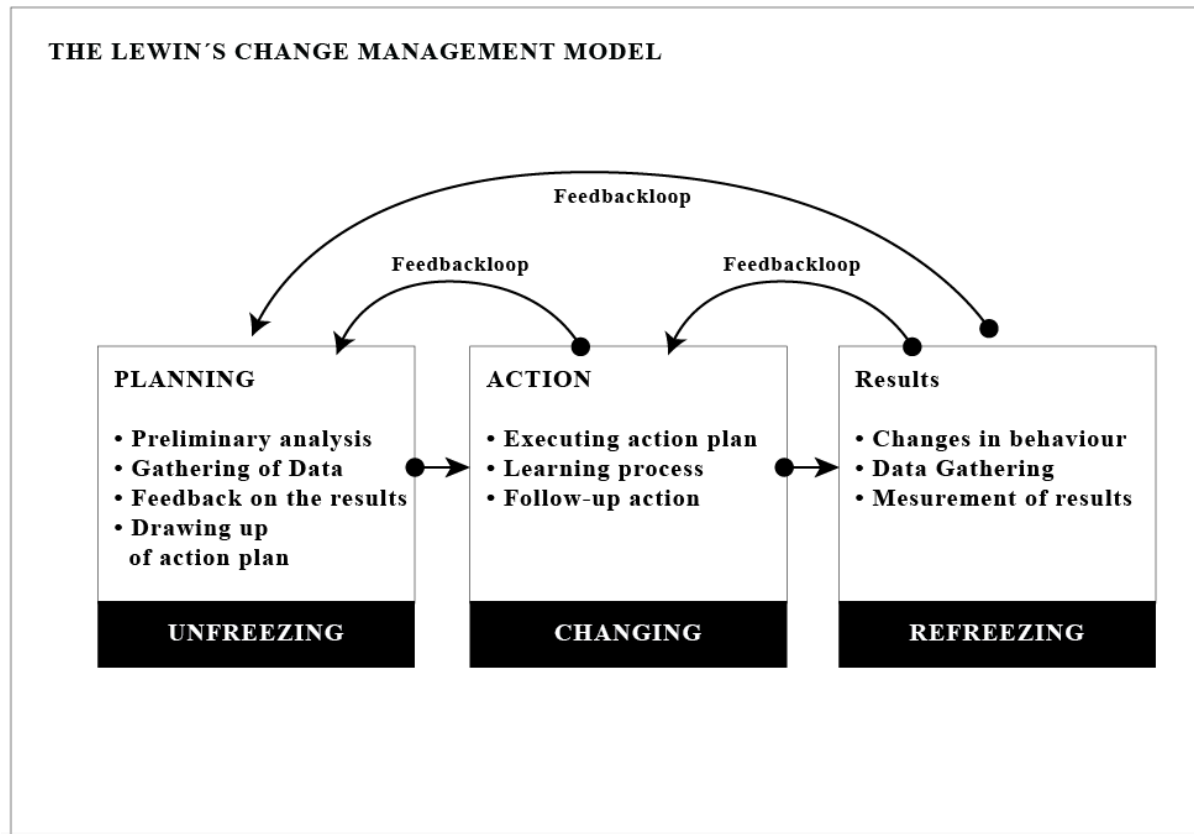 THE LEWIN´S CHANGE MANAGEMENT MODEL
Feedbackloop
Feedbackloop
Feedbackloop
PLANNING
• Preliminary analysis
• Gathering of Data
• Feedback on the results
• Drawing up
of action plan
UNFREEZING
ACTION
• Executing action plan
• Learning process
• Follow-up action
CHANGING
Results
• Changes in behaviour
• Data Gathering
• Mesurement of results
REFREEZING